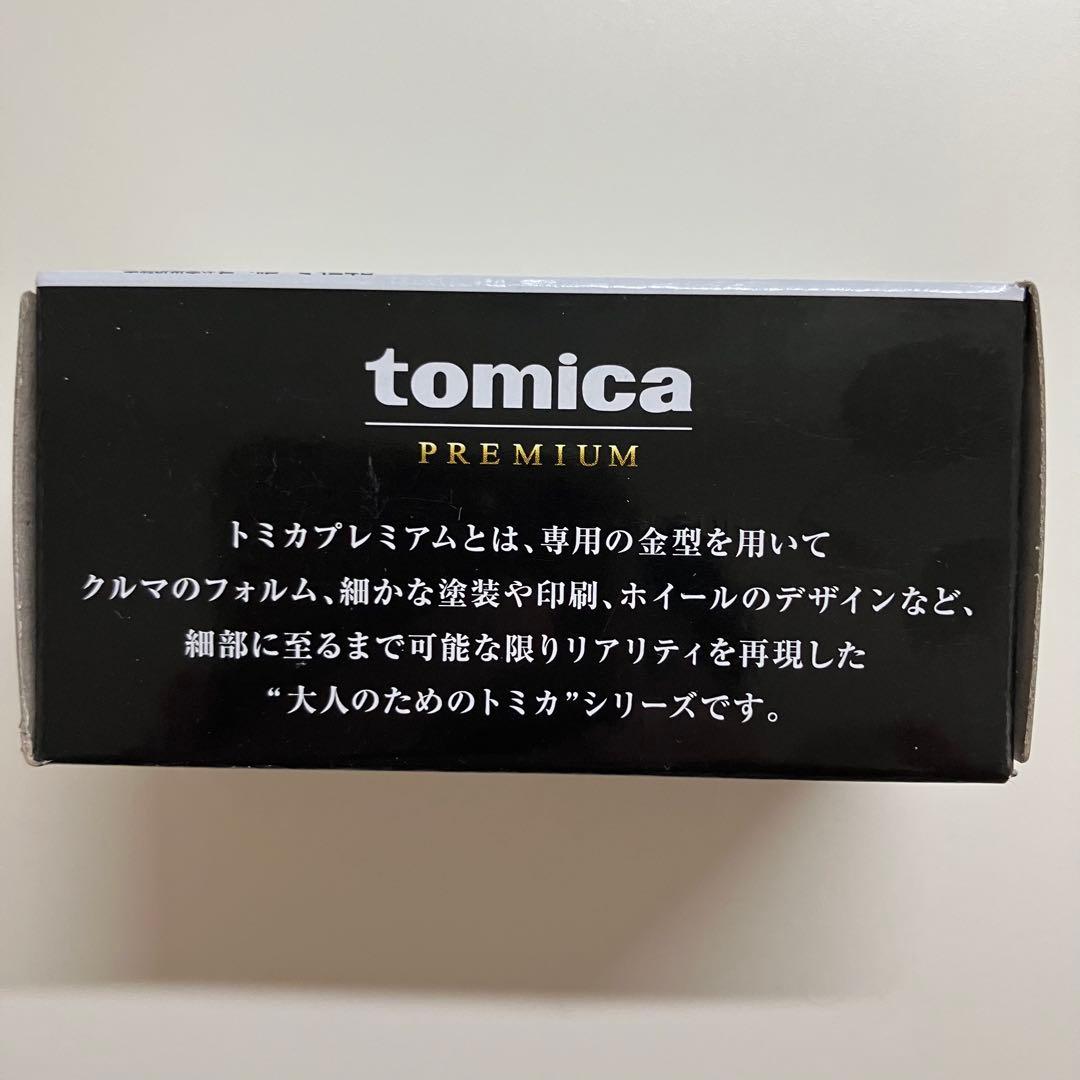 tomica
PREMIUM
トミカプレミアムとは、専用の金型を用いて
クルマのフォルム、細かな塗装や印刷、ホイールのデザインなど、
細部に至るまで可能な限りリアリティを再現した
“大人のためのトミカ”シリーズです。